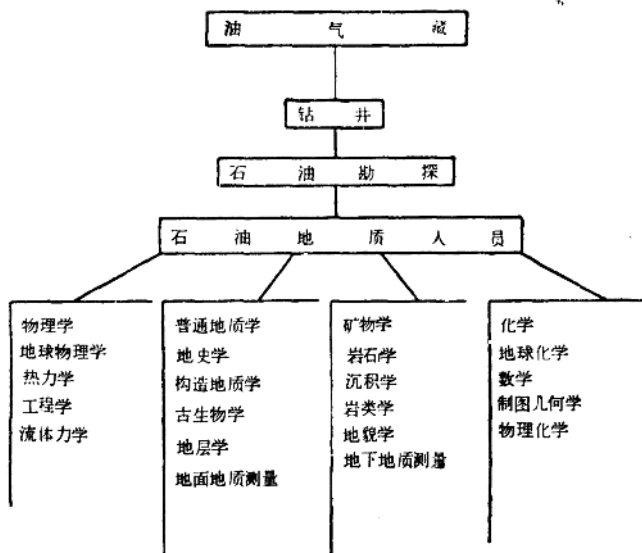 油气藏
钻井
石油勘探
石油地质人员
物理学
地球物理学
热力学
工程学
流体力学
普通地质学
地史学
构造地质学
古生物学
地层学
地面地质测量
矿物学
岩石学
沉积学
岩类学
地貌学
地下地质测量
化学
地球化学
数学
制图几何学
物理化学